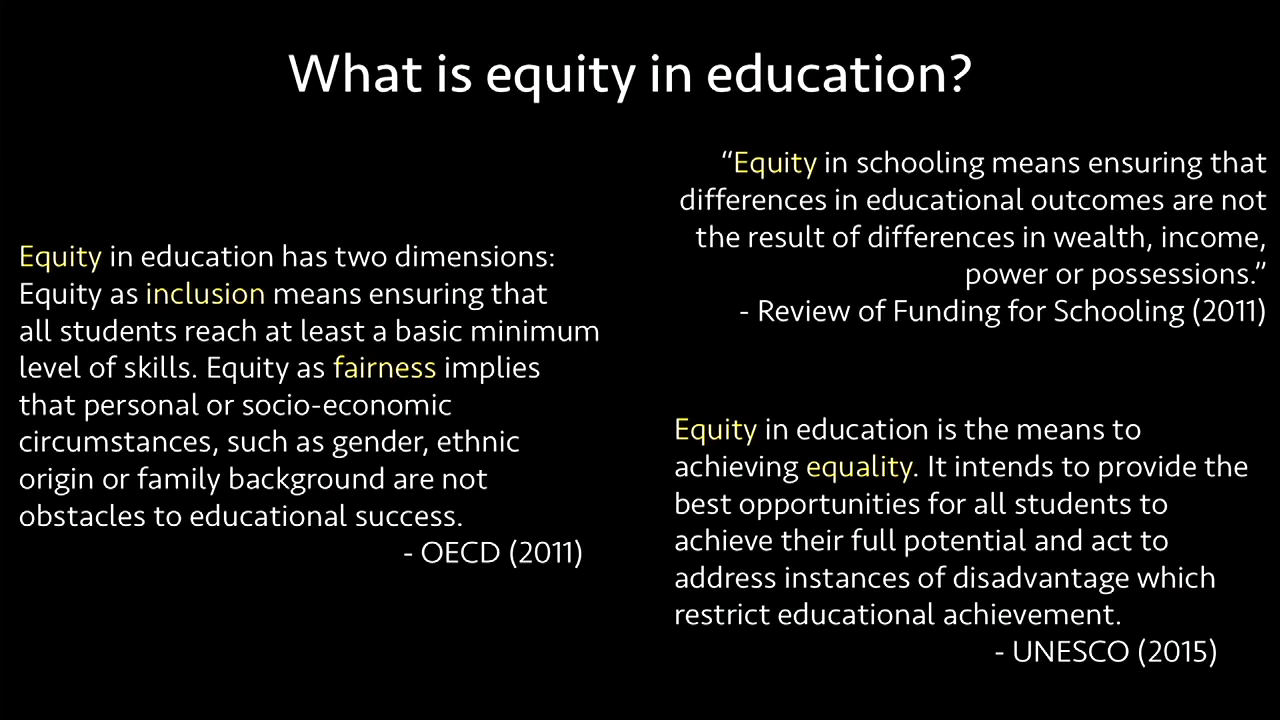 What is equity in education?
Equity in education has two dimensions:
Equity as inclusion means ensuring that
all students reach at least a basic minimum
level of skills. Equity as fairness implies
that personal or socio-economic
circumstances, such as gender, ethnic
origin or family background are not
obstacles to educational success.
- OECD (2011)
“Equity in schooling means ensuring that
differences in educational outcomes are not
the result of differences in wealth, income,
power or possessions.”
- Review of Funding for Schooling (2011)
Equity in education is the means to
achieving equality. It intends to provide the
best opportunities for all students to
achieve their full potential and act to
address instances of disadvantage which
restrict educational achievement.
- UNESCO (2015)